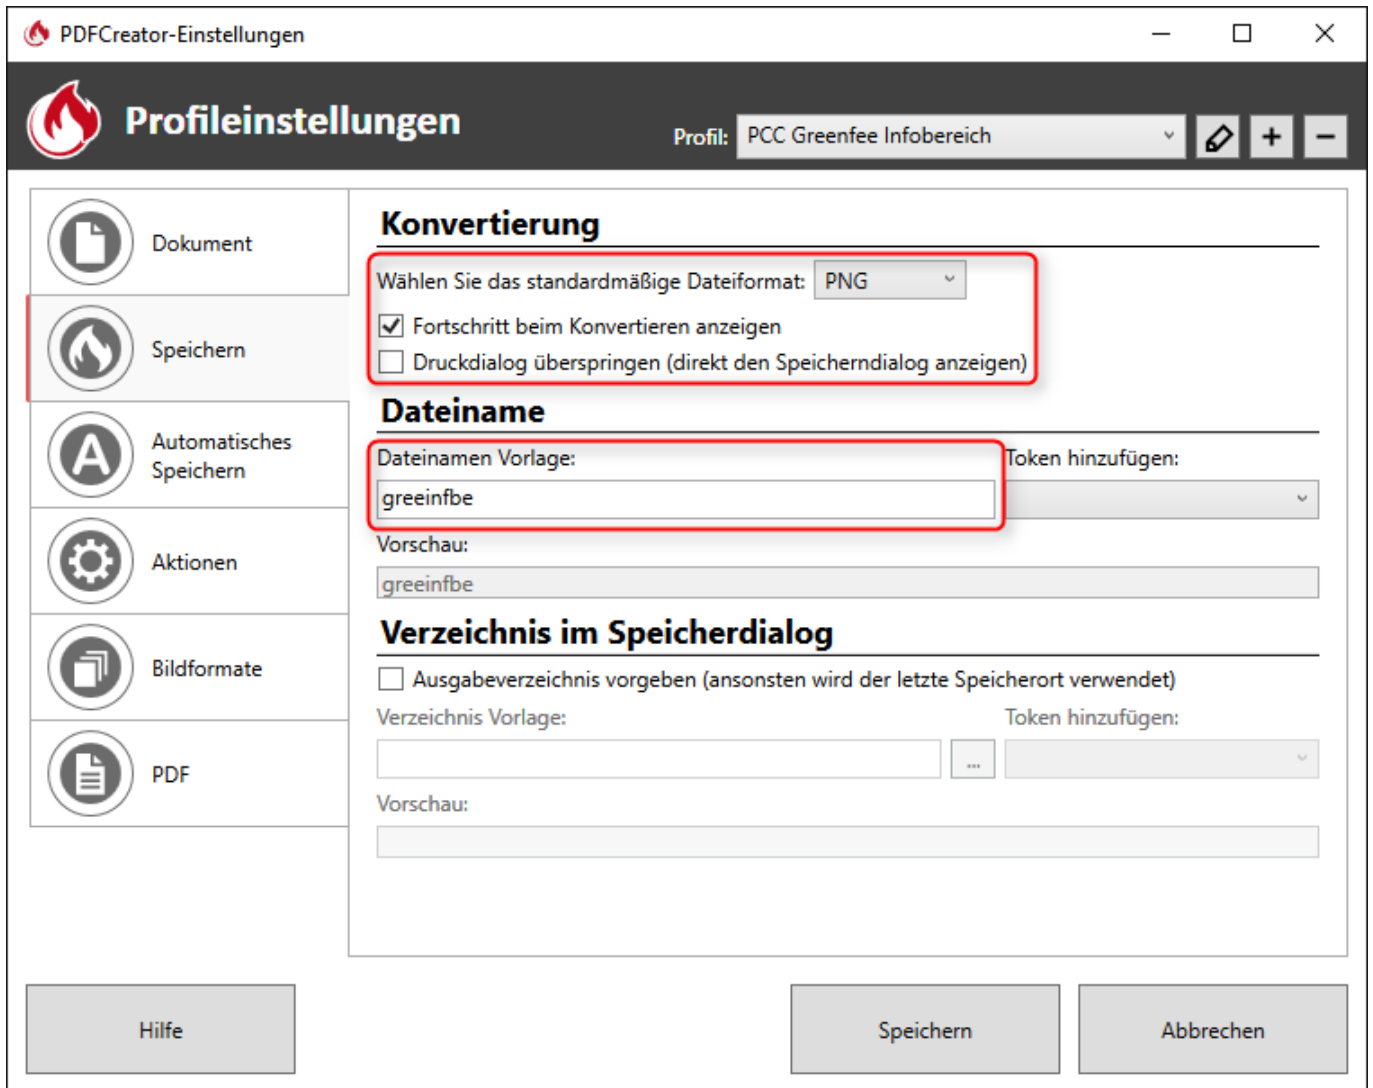 PDFCreator-Einstellungen
Profileinstellungen
Profil: PCC Greenfee Infobereich
Dokument
Speichern
Automatisches
Speichern
Aktionen
Bildformate
PDF
Konvertierung
Wählen Sie das standardmäßige Dateiformat: PNG
Fortschritt beim Konvertieren anzeigen
Druckdialog überspringen (direkt den Speicherndialog anzeigen)
Dateiname
Dateinamen Vorlage: Token hinzufügen:
greeinfbe
Vorschau:
greeinfbe
Verzeichnis im Speicherdialog
Ausgabeverzeichnis vorgeben (ansonsten wird der letzte Speicherort verwendet)
Verzeichnis Vorlage: Token hinzufügen:
...
Vorschau:
Hilfe Speichern Abbrechen